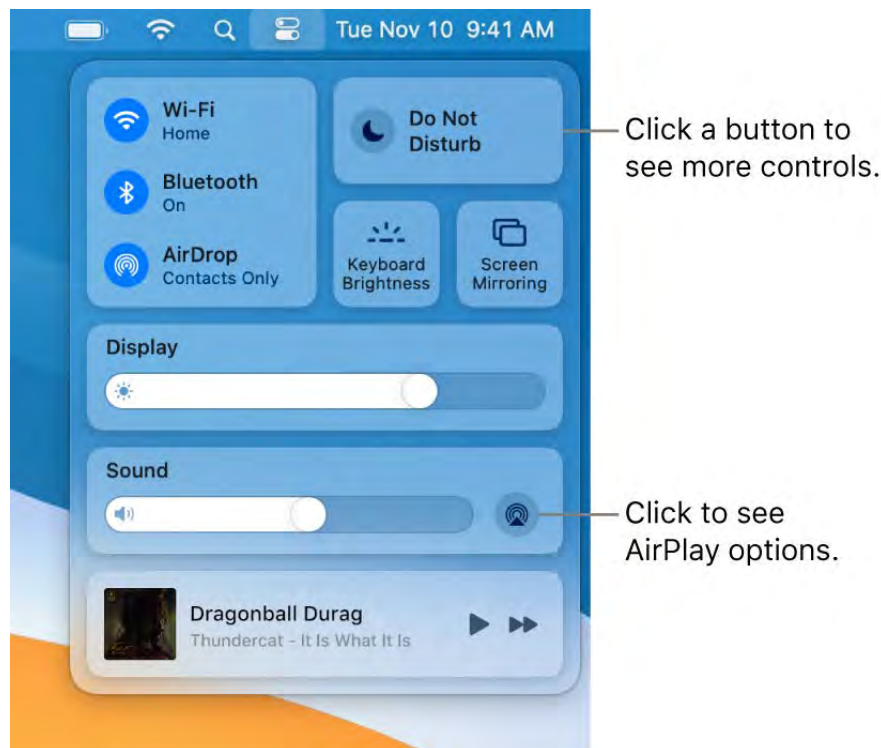 Tue Nov 10 9:41 AM
Wi-Fi
Home
Do Not
Disturb
Click a button to
see more controls.
Bluetooth
On
AirDrop
Contacts Only
Keyboard
Brightness
Screen
Mirroring
Display
Sound
Click to see
AirPlay options.
Dragonball Durag
Thundercat - It Is What It Is